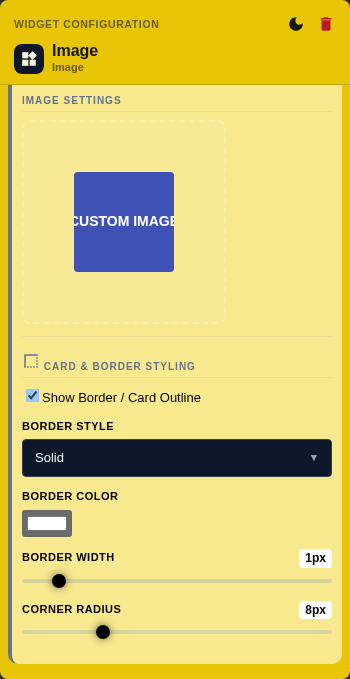 WIDGET CONFIGURATION
Image
Image
IMAGE SETTINGS
CUSTOM IMAGE
CARD & BORDER STYLING
Show Border / Card Outline
BORDER STYLE
Solid
BORDER COLOR
BORDER WIDTH 1px
CORNER RADIUS 8px